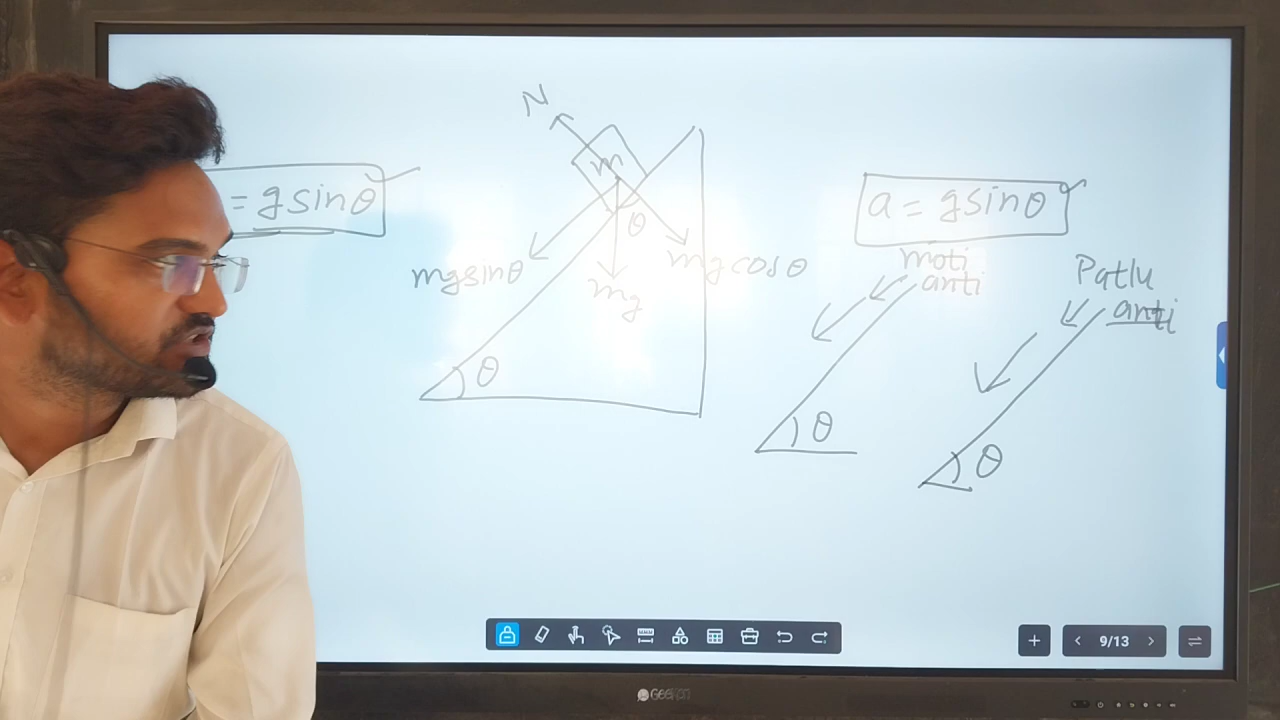 N
m
= gsinθ
θ
mgsinθ
mg
mgcosθ
θ
a = gsinθ
moti
anti
θ
Patlu
anti
θ
9/13